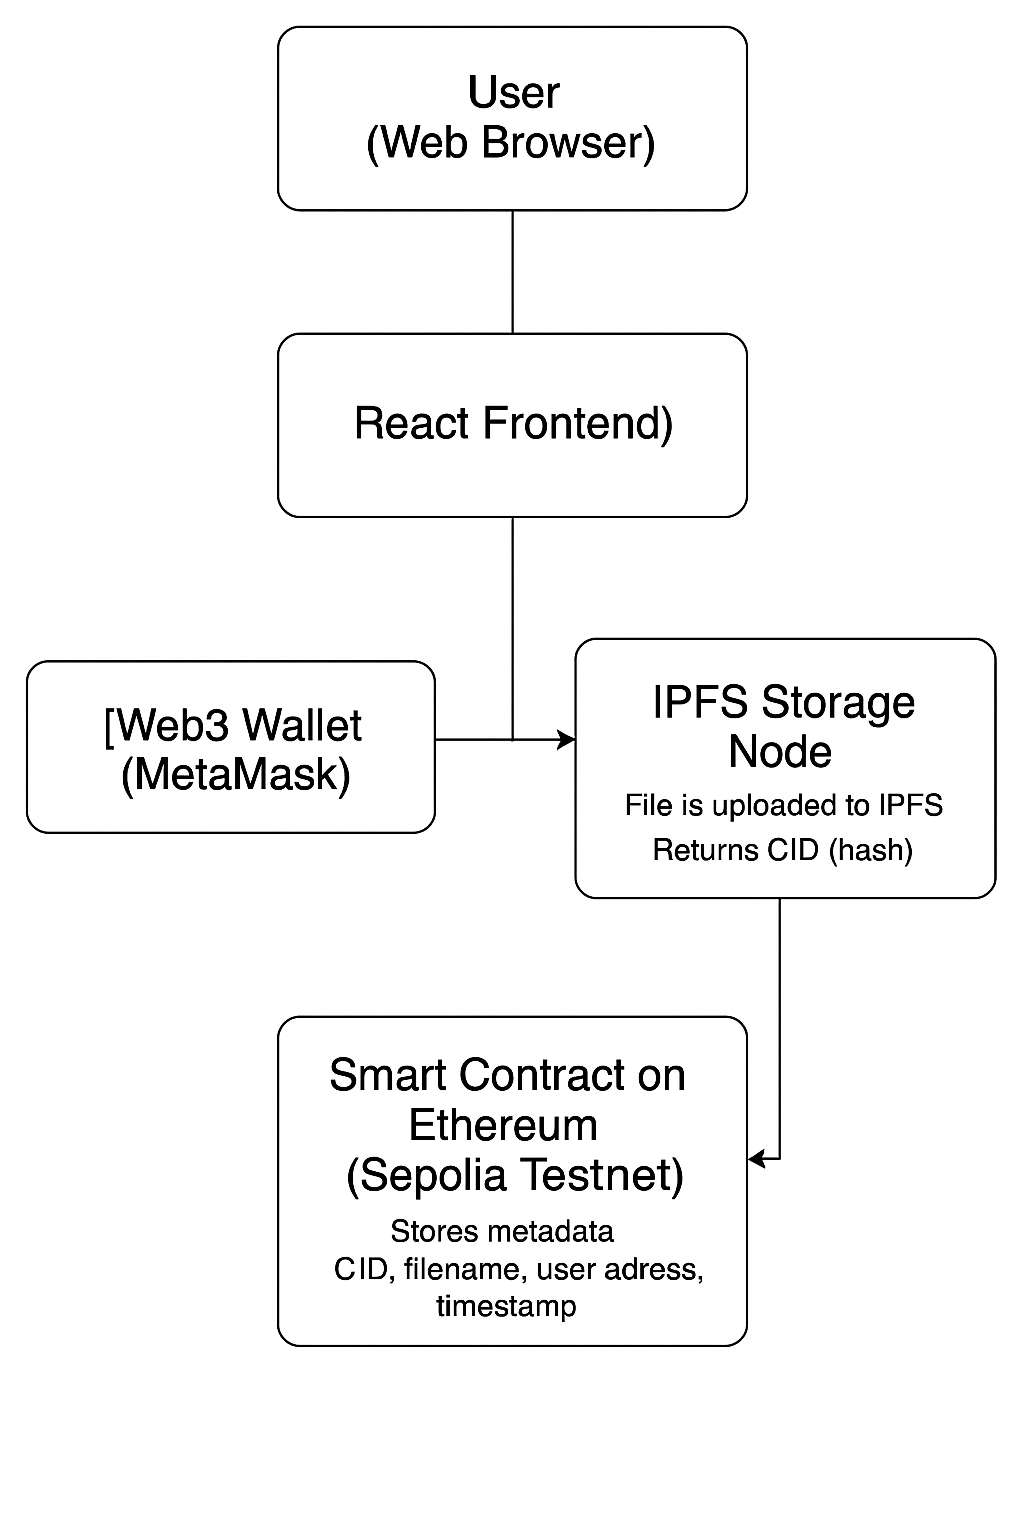 User
(Web Browser)
React Frontend)
[Web3 Wallet
(MetaMask)
IPFS Storage
Node
File is uploaded to IPFS
Returns CID (hash)
Smart Contract on
Ethereum
(Sepolia Testnet)
Stores metadata
CID, filename, user adress,
timestamp